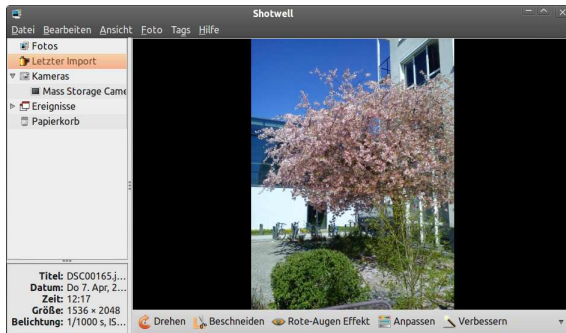 Shotwell
Datei Bearbeiten Ansicht Foto Tags Hilfe
Fotos
Letzter Import
Kameras
Mass Storage Came
Ereignisse
Papierkorb
Titel: DSC00165.j...
Datum: Do 7. Apr, 2...
Zeit: 12:17
Größe: 1536 × 2048
Belichtung: 1/1000 s, IS...
Drehen Beschneiden Rote-Augen Effekt Anpassen Verbessern